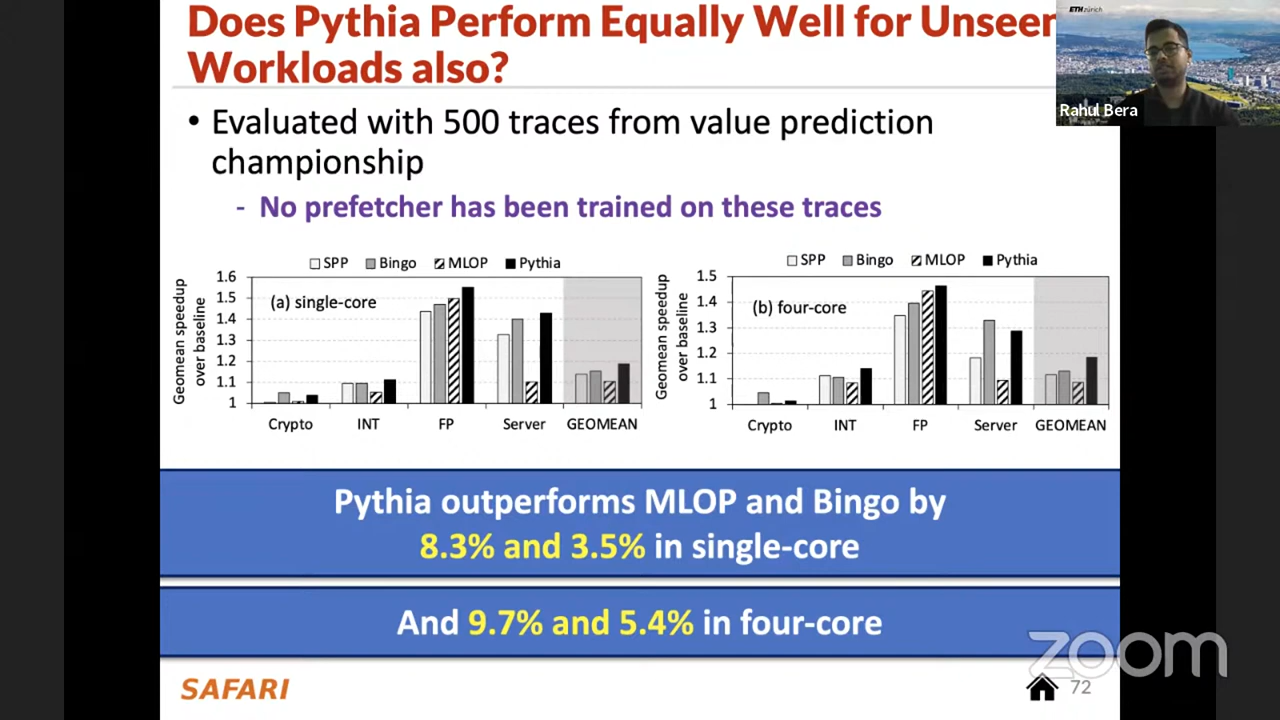 Does Pythia Perform Equally Well for Unseen
Workloads also?
ETH zürich
Rahul Bera
• Evaluated with 500 traces from value prediction
championship
- No prefetcher has been trained on these traces
SPP Bingo MLOP Pythia
Geomean speedup
over baseline
1.6
1.5
1.4
1.3
1.2
1.1
1
(a) single-core
Crypto INT FP Server GEOMEAN
SPP Bingo MLOP Pythia
Geomean speedup
over baseline
1.5
1.4
1.3
1.2
1.1
1
(b) four-core
Crypto INT FP Server GEOMEAN
Pythia outperforms MLOP and Bingo by
8.3% and 3.5% in single-core
And 9.7% and 5.4% in four-core
zoom
SAFARI
72